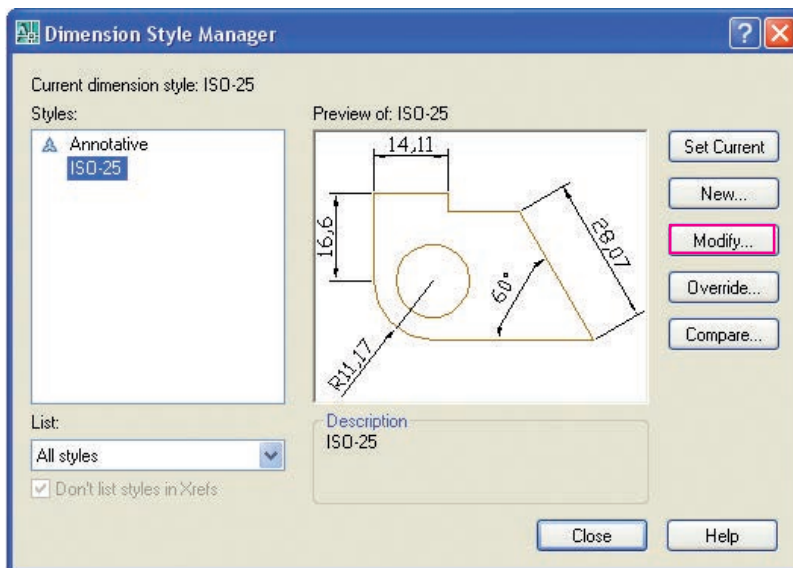 Dimension Style Manager
Current dimension style: ISO-25
Styles:
Annotative
ISO-25
Preview of: ISO-25
14,11
16,6
28,07
60°
R11,17
Set Current
New...
Modify...
Override...
Compare...
List:
All styles
Don't list styles in Xrefs
Description
ISO-25
Close
Help